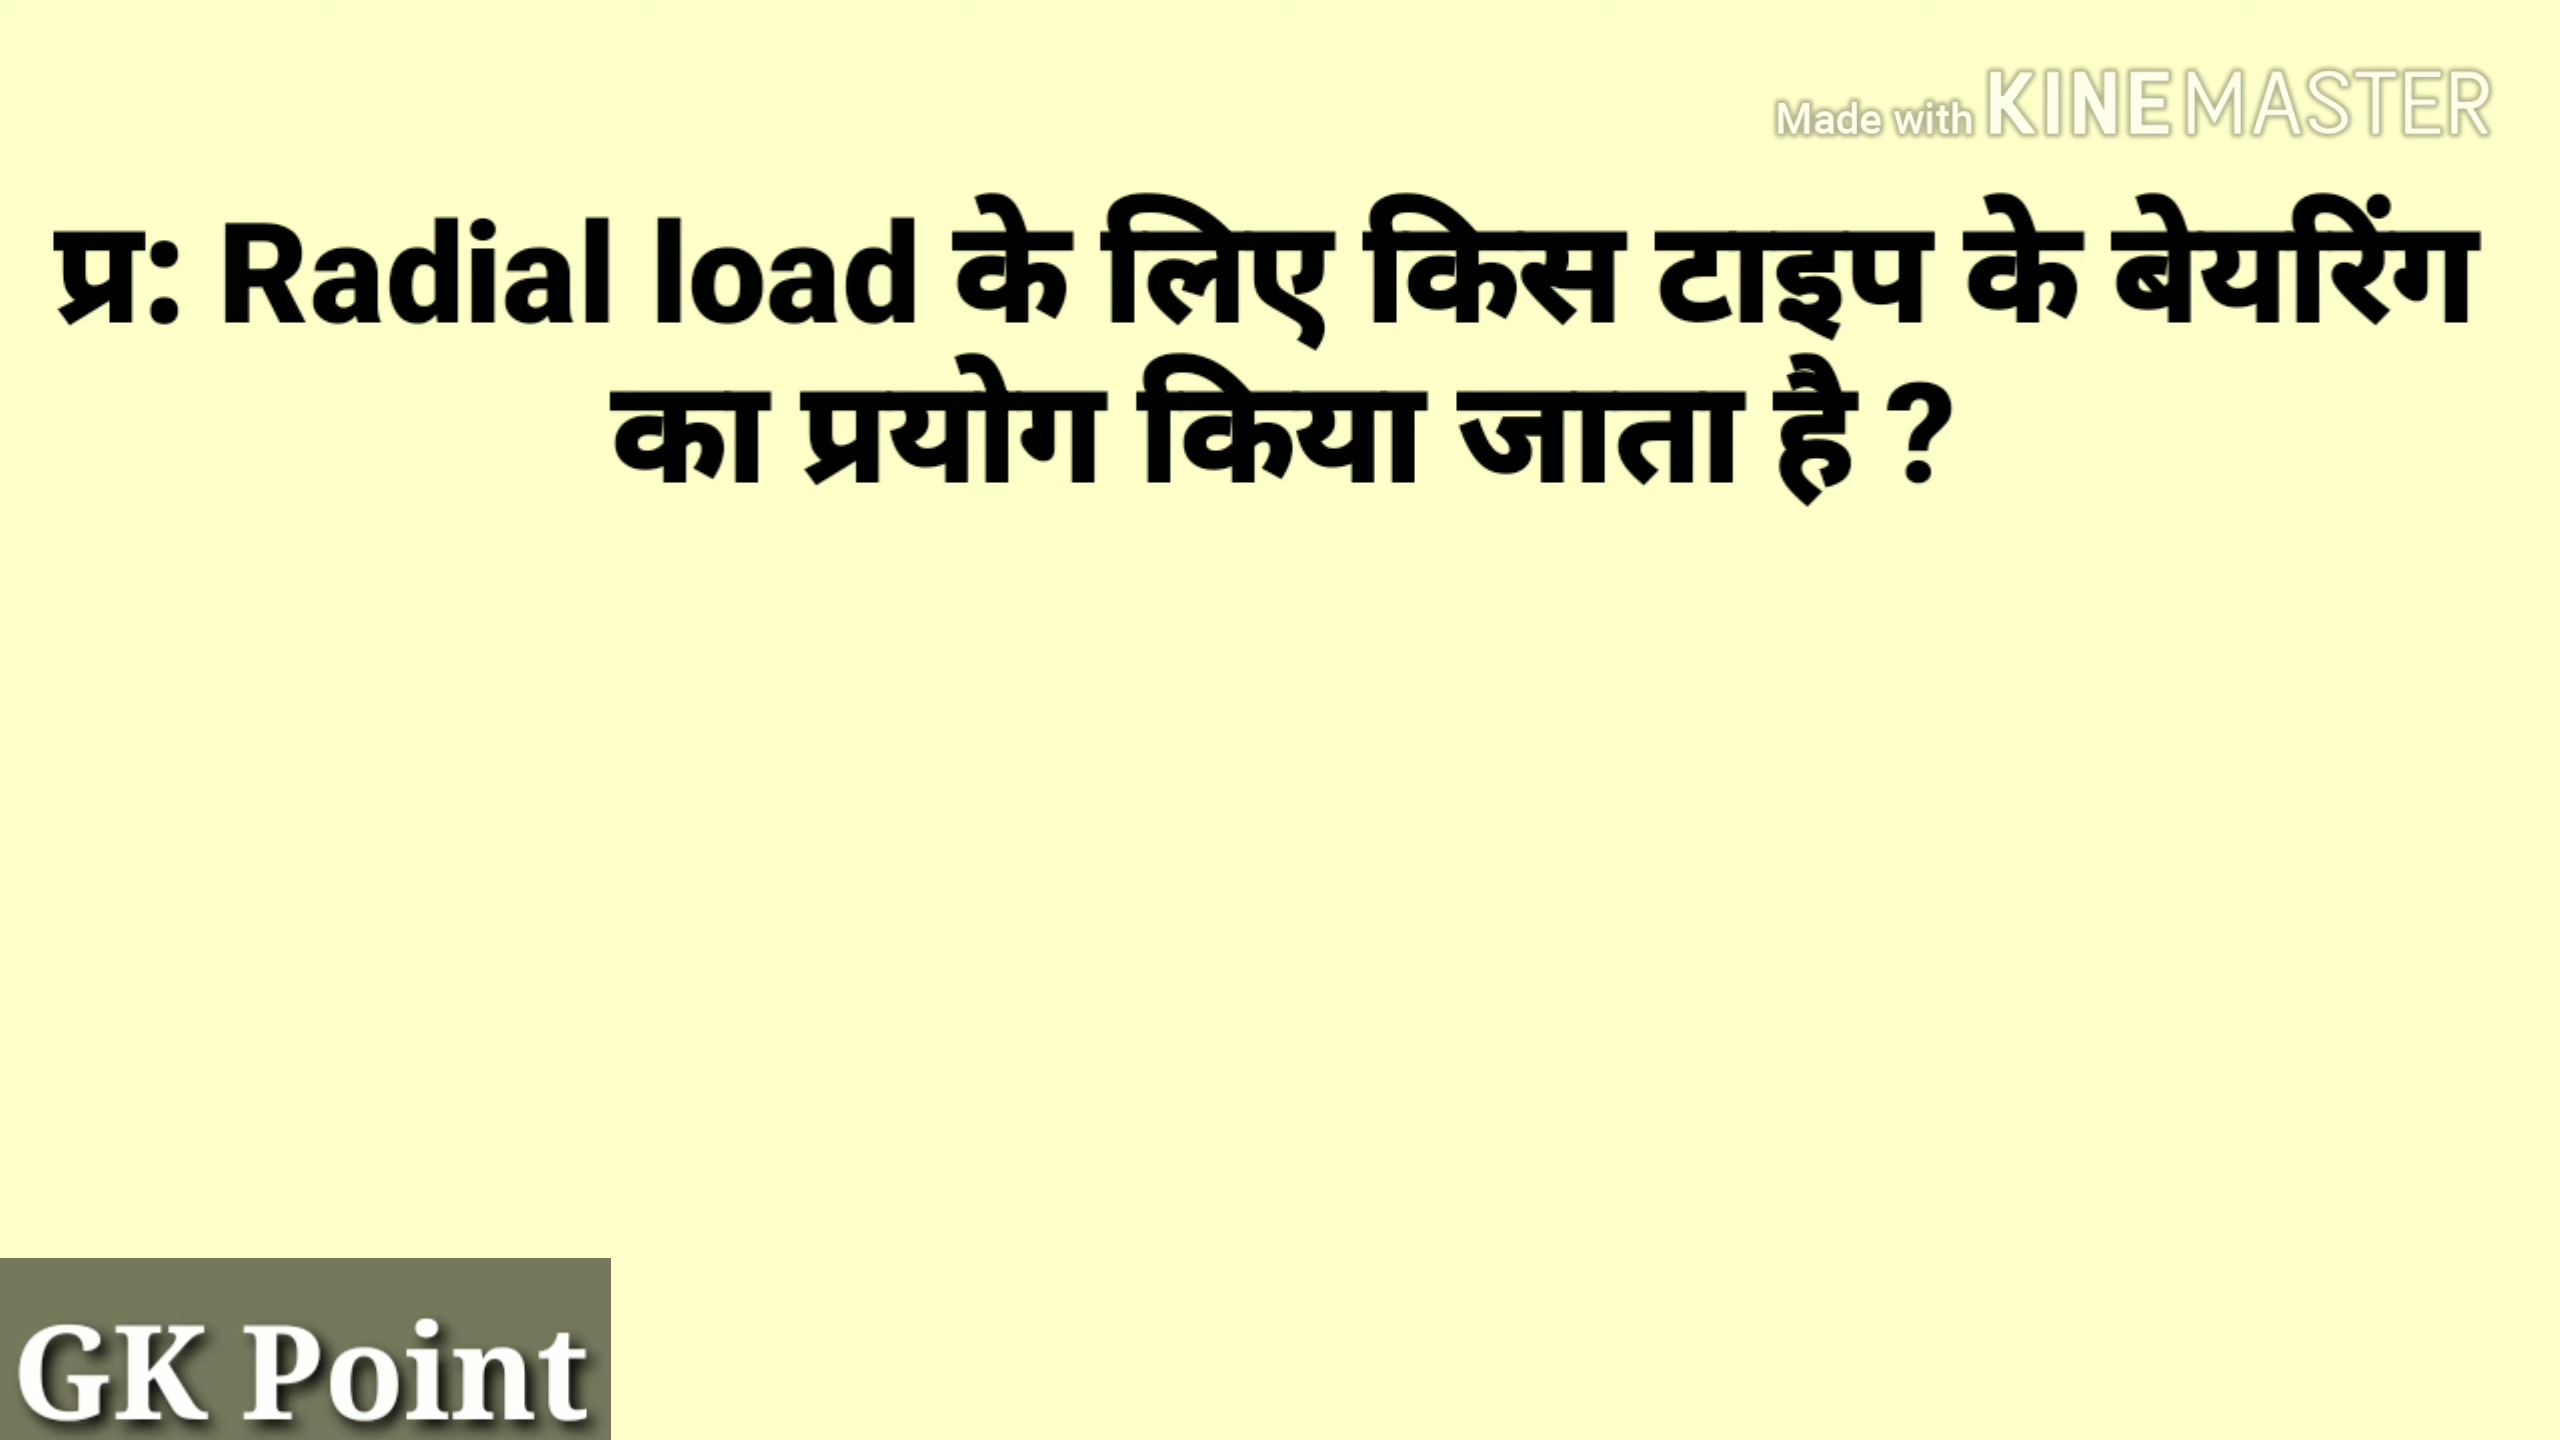 Made with KINEMASTER
प्र: Radial load के लिए किस टाइप के बेयरिंग
का प्रयोग किया जाता है ?
GK Point